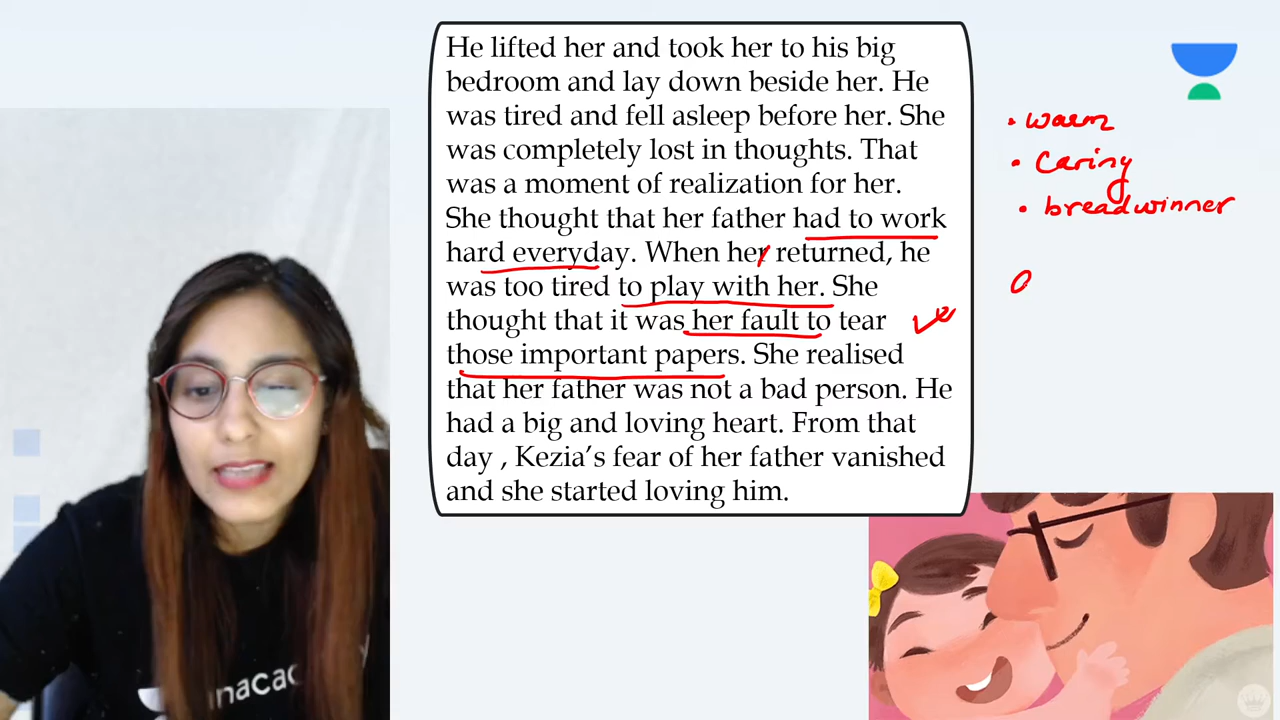 He lifted her and took her to his big
bedroom and lay down beside her. He
was tired and fell asleep before her. She
was completely lost in thoughts. That
was a moment of realization for her.
She thought that her father had to work
hard everyday. When her returned, he
was too tired to play with her. She
thought that it was her fault to tear
those important papers. She realised
that her father was not a bad person. He
had a big and loving heart. From that
day , Kezia’s fear of her father vanished
and she started loving him.
• warm
• Caring
• breadwinner